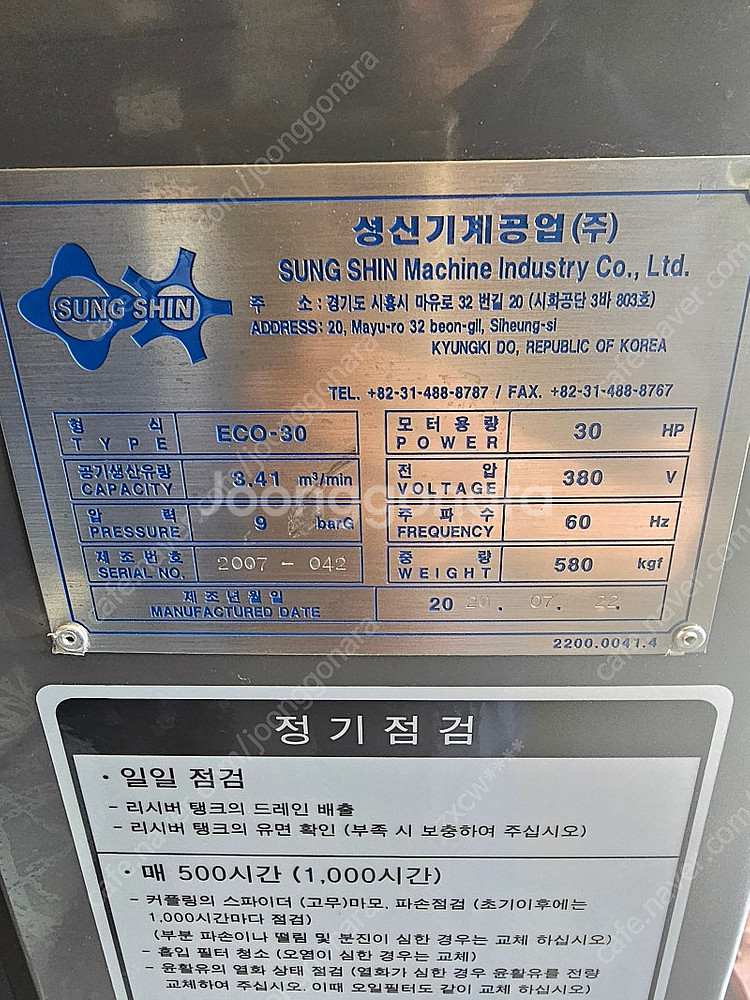 성신기계공업(주)
SUNG SHIN Machine Industry Co., Ltd.
SUNG SHIN
주 소 : 경기도 시흥시 마유로 32 번길 20 (시화공단 3바 803호)
ADDRESS: 20, Mayu-ro 32 beon-gil, Siheung-si
KYUNGKI DO, REPUBLIC OF KOREA
TEL. +82-31-488-8787 / FAX. +82-31-488-8767
형 식 TYPE ECO-30
모터용량 POWER 30 HP
공기생산유량 CAPACITY 3.41 m³/min
전 압 VOLTAGE 380 V
압 력 PRESSURE 9 barG
주파수 FREQUENCY 60 Hz
제조번호 SERIAL NO. 2007 - 042
중 량 WEIGHT 580 kgf
제조년월일 MANUFACTURED DATE 20 20. 07. 22.
2200.0041.4
Joonggonara
정기점검
· 일일 점검
- 리시버 탱크의 드레인 배출
- 리시버 탱크의 유면 확인 (부족 시 보충하여 주십시오)
· 매 500시간 (1,000시간)
- 커플링의 스파이더 (고무)마모, 파손점검 (초기이후에는
1,000시간마다 점검)
(부분 파손이나 떨림 및 분진이 심한 경우는 교체 하십시오)
- 흡입 필터 청소 (오염이 심한 경우는 교체)
- 윤활유의 열화 상태 점검 (열화가 심한 경우 윤활유를 전량
교체하여 주십시오. 이때 오일필터도 같이 교체 하십시오)